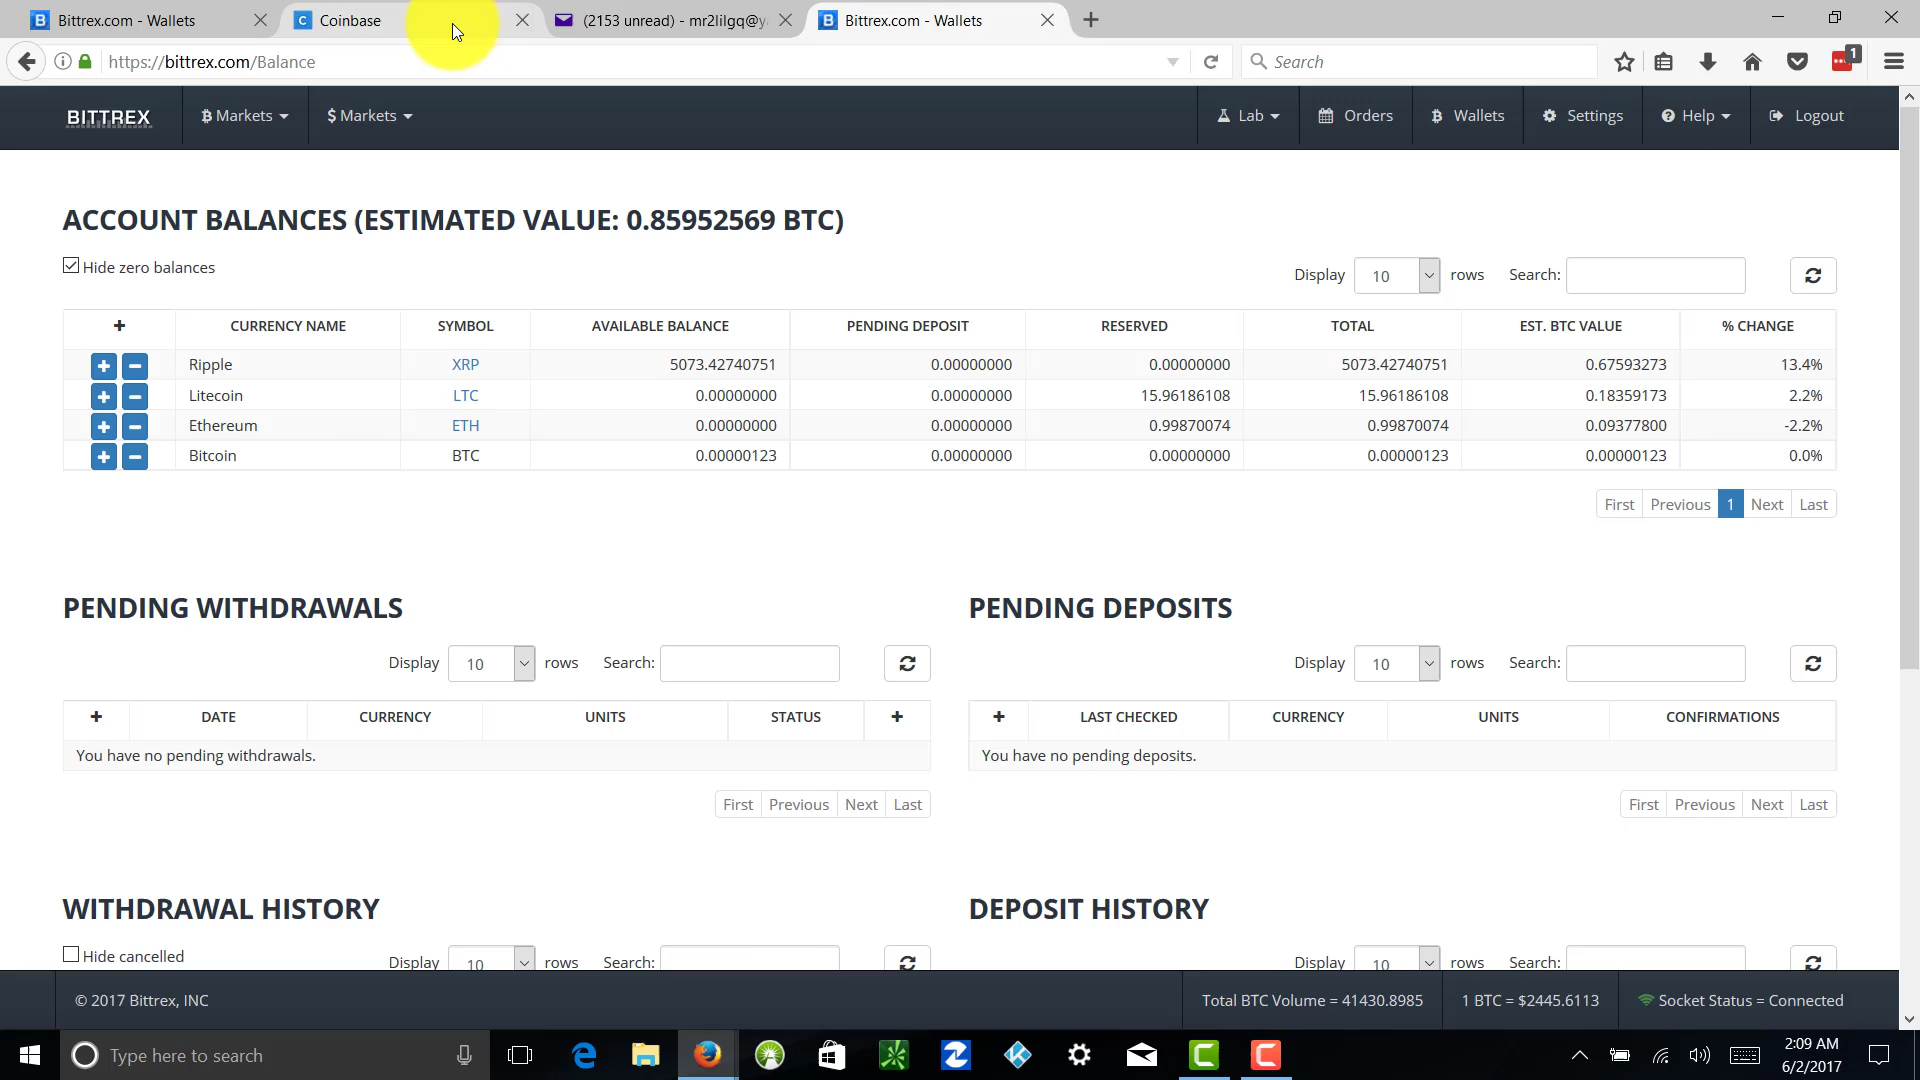 Bittrex.com - Wallets
Coinbase
(2153 unread) - mr2lilgq@y
Bittrex.com - Wallets
https://bittrex.com/Balance
Search
1
BITTREX
Markets
$ Markets
Lab
Orders
Wallets
Settings
Help
Logout
ACCOUNT BALANCES (ESTIMATED VALUE: 0.85952569 BTC)
Hide zero balances
Display 10 rows Search:
+ CURRENCY NAME SYMBOL AVAILABLE BALANCE PENDING DEPOSIT RESERVED TOTAL EST. BTC VALUE % CHANGE
Ripple XRP 5073.42740751 0.00000000 0.00000000 5073.42740751 0.67593273 13.4%
Litecoin LTC 0.00000000 0.00000000 15.96186108 15.96186108 0.18359173 2.2%
Ethereum ETH 0.00000000 0.00000000 0.99870074 0.99870074 0.09377800 -2.2%
Bitcoin BTC 0.00000123 0.00000000 0.00000000 0.00000123 0.00000123 0.0%
First Previous 1 Next Last
PENDING WITHDRAWALS
Display 10 rows Search:
+ DATE CURRENCY UNITS STATUS +
You have no pending withdrawals.
First Previous Next Last
PENDING DEPOSITS
Display 10 rows Search:
+ LAST CHECKED CURRENCY UNITS CONFIRMATIONS
You have no pending deposits.
First Previous Next Last
WITHDRAWAL HISTORY
Hide cancelled
Display 10 rows Search:
DEPOSIT HISTORY
Display 10 rows Search:
© 2017 Bittrex, INC
Total BTC Volume = 41430.8985
1 BTC = $2445.6113
Socket Status = Connected
Type here to search
2:09 AM
6/2/2017